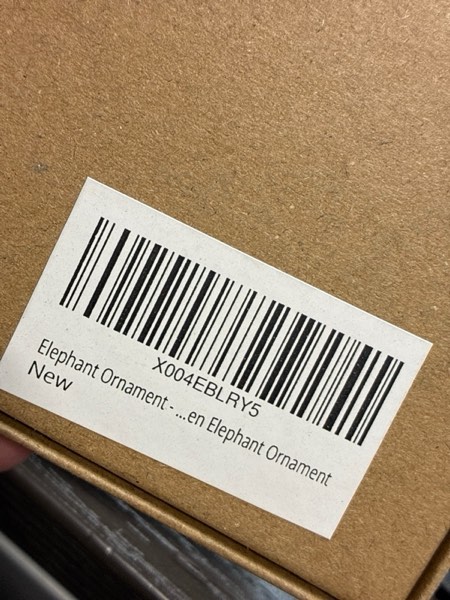 X004EBLRY5
Elephant Ornament - ...en Elephant Ornament
New